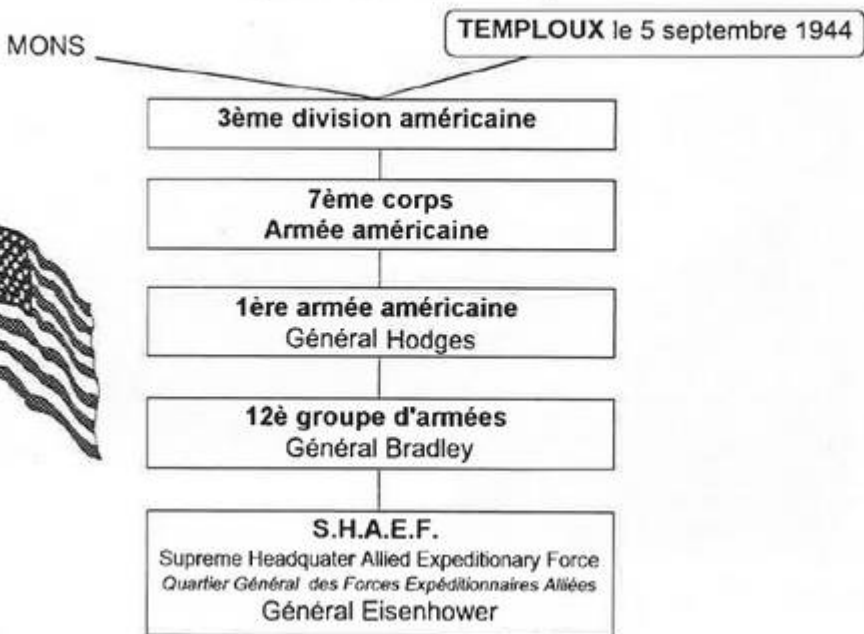 MONS
TEMPLOUX le 5 septembre 1944
3ème division américaine
7ème corps
Armée américaine
1ère armée américaine
Général Hodges
12è groupe d'armées
Général Bradley
S.H.A.E.F.
Supreme Headquater Allied Expeditionary Force
Quartier Général des Forces Expéditionnaires Alliées
Général Eisenhower